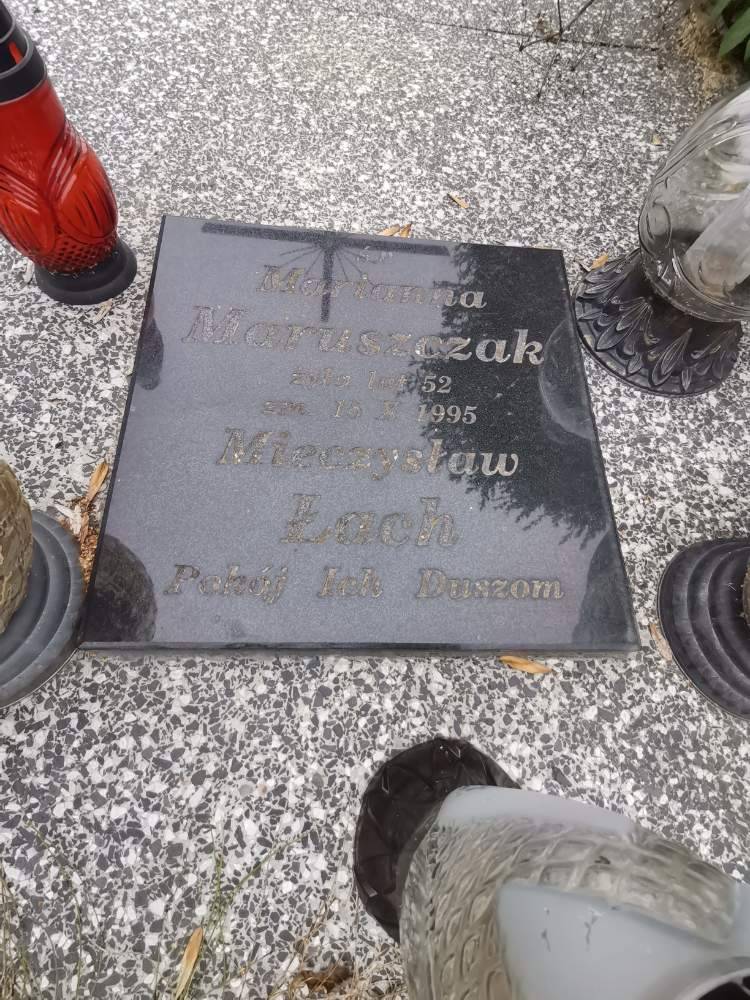 Ś.P.
Marianna
Maruszczak
żyła lat 52
zm. 15 X 1995
Mieczysław
Łach
Pokój Ich Duszom